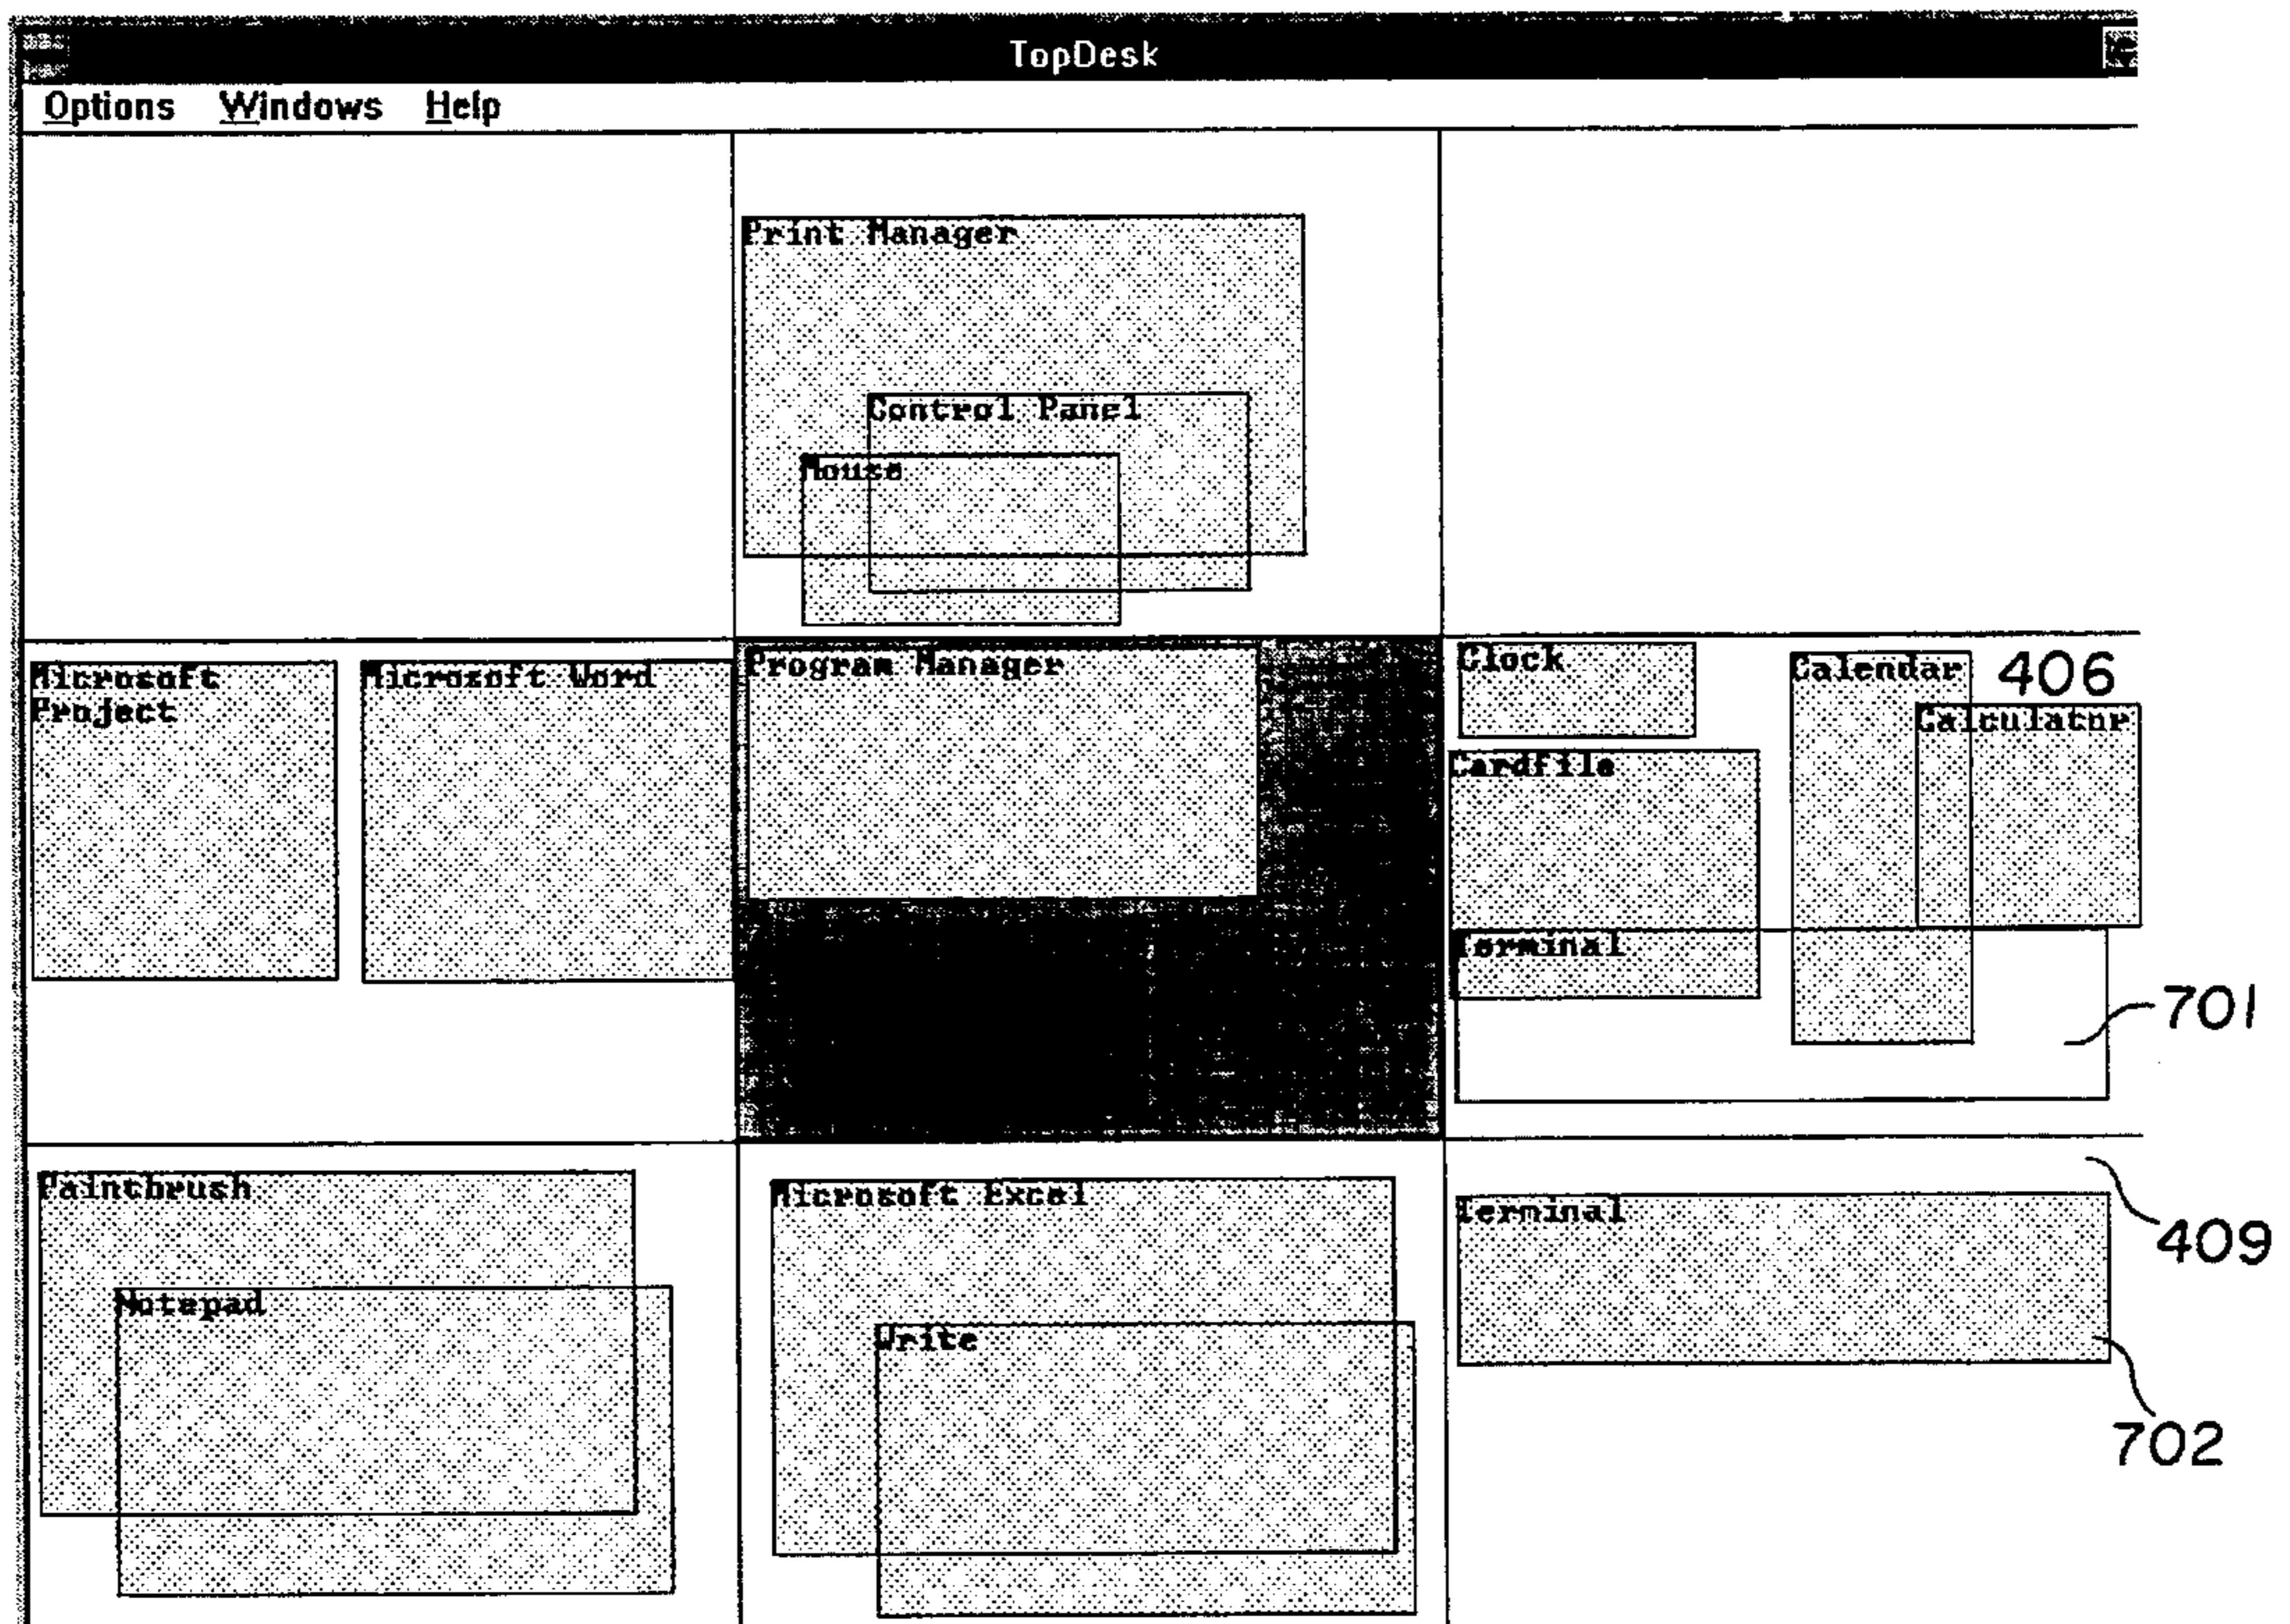 TopDesk
Options Windows Help
Print Manager
Control Panel
Mouse
Microsoft
Project
Microsoft Word
Program Manager
Clock
Calendar
406
Calculator
Cardfile
Terminal
701
Paintbrush
Notepad
Microsoft Excel
Write
Terminal
409
702